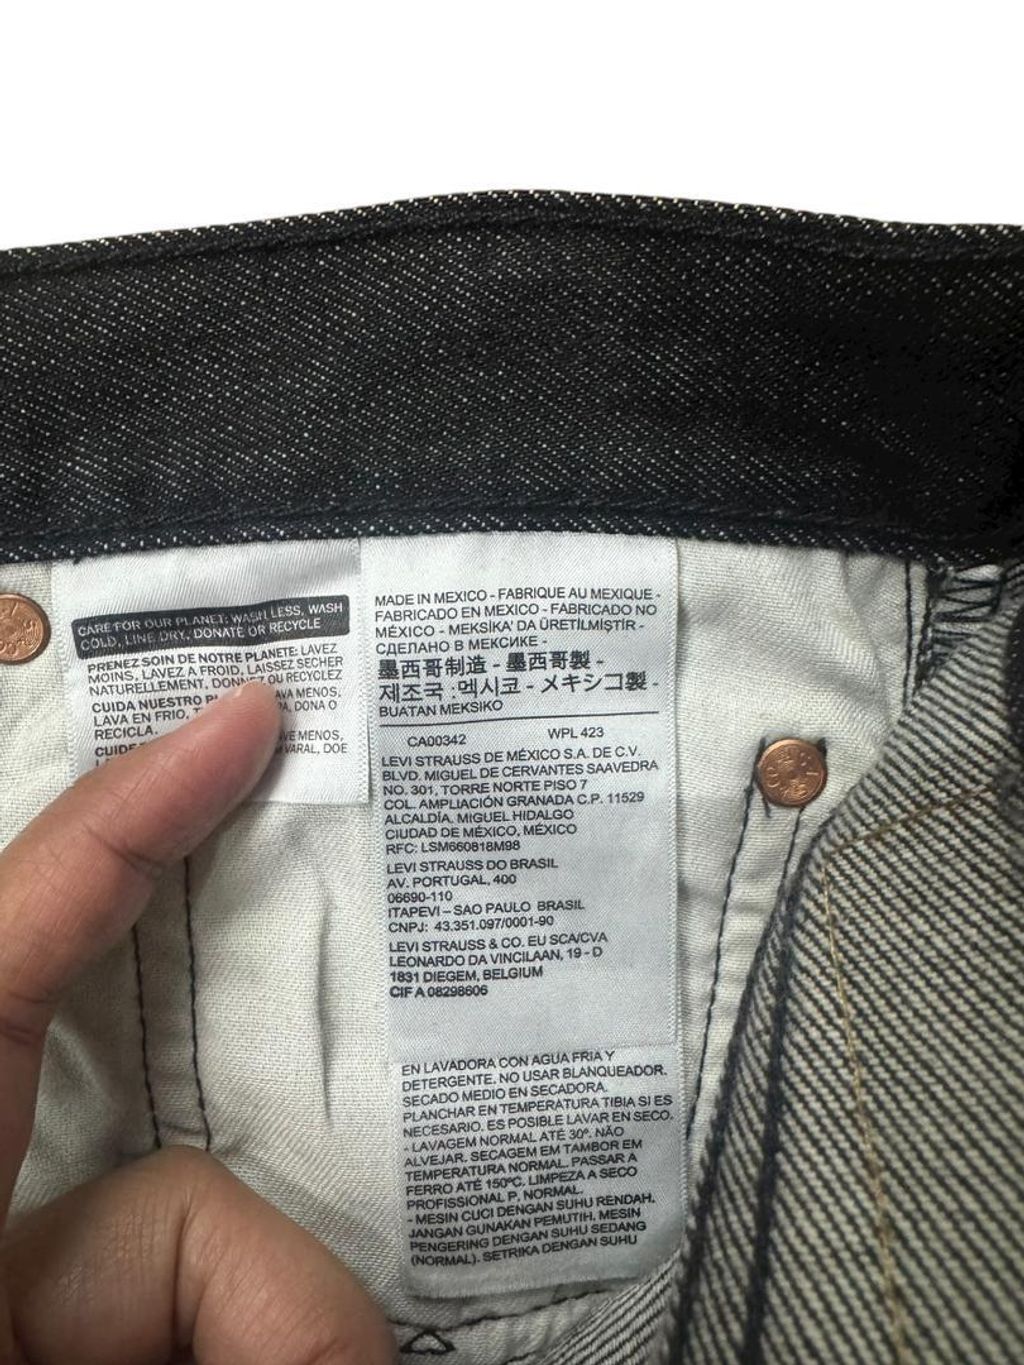 CARE FOR OUR PLANET: WASH LESS, WASH
COLD, LINE DRY, DONATE OR RECYCLE
PRENEZ SOIN DE NOTRE PLANETE: LAVEZ
MOINS, LAVEZ A FROID, LAISSEZ SECHER
NATURELLEMENT, DONNEZ OU RECYCLEZ
CUIDA NUESTRO LAVA MENOS,
LAVA EN FRIO, DONA O
RECICLA.
MENOS,
VARAL, DOE
MADE IN MEXICO - FABRIQUE AU MEXIQUE -
FABRICADO EN MEXICO - FABRICADO NO
MÉXICO - MEKSİKA' DA ÜRETİLMİŞTİR -
СДЕЛАНО В МЕКСИКЕ -
墨西哥制造 - 墨西哥製 -
제조국 :멕시코 - メキシコ製 -
BUATAN MEKSIKO
CA00342 WPL 423
LEVI STRAUSS DE MÉXICO S.A. DE C.V.
BLVD. MIGUEL DE CERVANTES SAAVEDRA
NO. 301, TORRE NORTE PISO 7
COL. AMPLIACIÓN GRANADA C.P. 11529
ALCALDÍA. MIGUEL HIDALGO
CIUDAD DE MÉXICO, MÉXICO
RFC: LSM660818M98
LEVI STRAUSS DO BRASIL
AV. PORTUGAL, 400
06690-110
ITAPEVI – SAO PAULO BRASIL
CNPJ: 43.351.097/0001-90
LEVI STRAUSS & CO. EU SCA/CVA
LEONARDO DA VINCILAAN, 19 - D
1831 DIEGEM, BELGIUM
CIF A 08298606
EN LAVADORA CON AGUA FRIA Y
DETERGENTE. NO USAR BLANQUEADOR.
SECADO MEDIO EN SECADORA.
PLANCHAR EN TEMPERATURA TIBIA SI ES
NECESARIO. ES POSIBLE LAVAR EN SECO.
- LAVAGEM NORMAL ATÉ 30º. NÃO
ALVEJAR. SECAGEM EM TAMBOR EM
TEMPERATURA NORMAL. PASSAR A
FERRO ATÉ 150ºC. LIMPEZA A SECO
PROFISSIONAL P, NORMAL.
- MESIN CUCI DENGAN SUHU RENDAH.
JANGAN GUNAKAN PEMUTIH. MESIN
PENGERING DENGAN SUHU SEDANG
(NORMAL). SETRIKA DENGAN SUHU